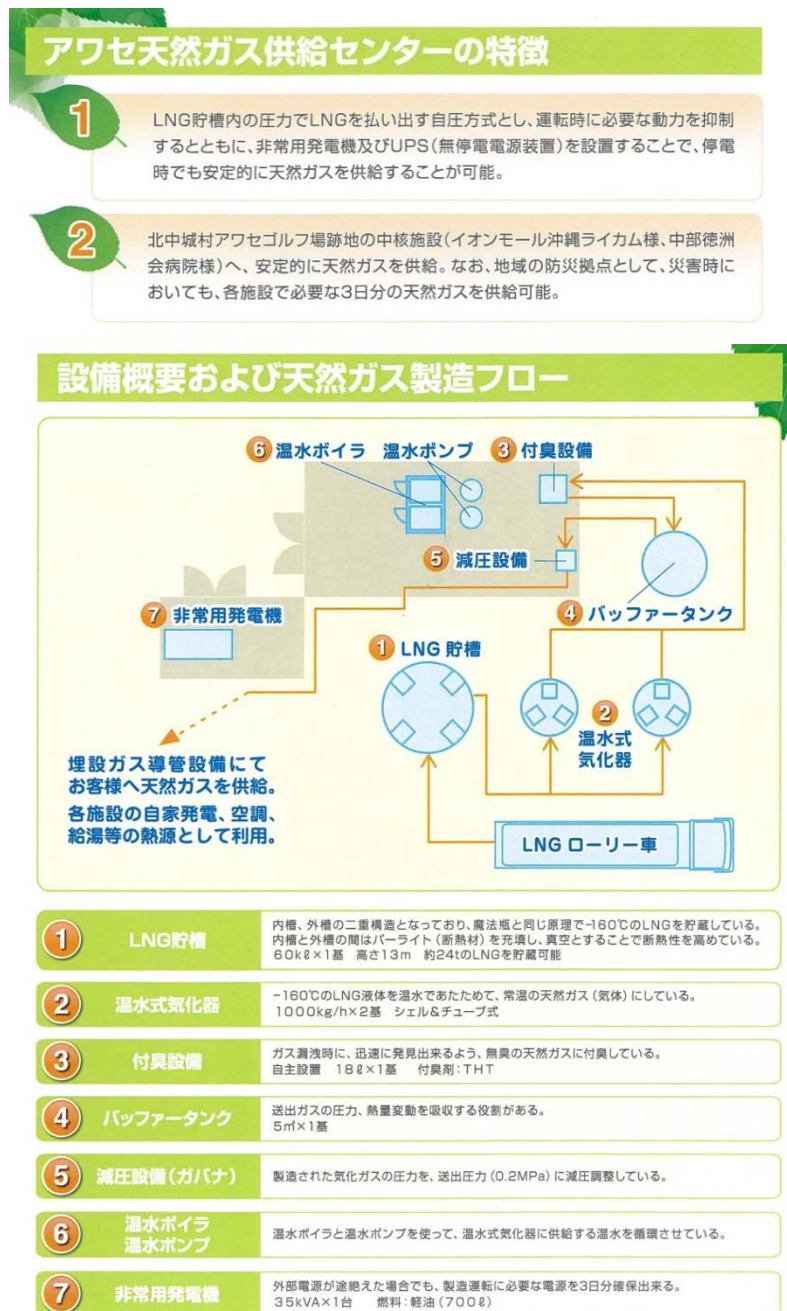 アワセ天然ガス供給センターの特徴
1
LNG貯槽内の圧力でLNGを払い出す自圧方式とし、運転時に必要な動力を抑制
するとともに、非常用発電機及びUPS(無停電電源装置)を設置することで、停電
時でも安定的に天然ガスを供給することが可能。
2
北中城村アワセゴルフ場跡地の中核施設(イオンモール沖縄ライカム様、中部徳洲
会病院様)へ、安定的に天然ガスを供給。なお、地域の防災拠点として、災害時に
おいても、各施設で必要な3日分の天然ガスを供給可能。
設備概要および天然ガス製造フロー
6 温水ボイラ 温水ポンプ 3 付臭設備
5 減圧設備
7 非常用発電機
4 バッファータンク
1 LNG 貯槽
2
温水式
気化器
埋設ガス導管設備にて
お客様へ天然ガスを供給。
各施設の自家発電、空調、
給湯等の熱源として利用。
LNG ローリー車
1 LNG貯槽
内槽、外槽の二重構造となっており、魔法瓶と同じ原理で-160℃のLNGを貯蔵している。
内槽と外槽の間はパーライト(断熱材)を充填し、真空とすることで断熱性を高めている。
60kℓ×1基 高さ13m 約24tのLNGを貯蔵可能
2 温水式気化器
-160℃のLNG液体を温水であたためて、常温の天然ガス(気体)にしている。
1000kg/h×2基 シェル&チューブ式
3 付臭設備
ガス漏洩時に、迅速に発見出来るよう、無臭の天然ガスに付臭している。
自主設置 18ℓ×1基 付臭剤:THT
4 バッファータンク
送出ガスの圧力、熱量変動を吸収する役割がある。
5㎥×1基
5 減圧設備(ガバナ)
製造された気化ガスの圧力を、送出圧力(0.2MPa)に減圧調整している。
6 温水ボイラ
温水ポンプ
温水ボイラと温水ポンプを使って、温水式気化器に供給する温水を循環させている。
7 非常用発電機
外部電源が途絶えた場合でも、製造運転に必要な電源を3日分確保出来る。
35kVA×1台 燃料:軽油(700ℓ)